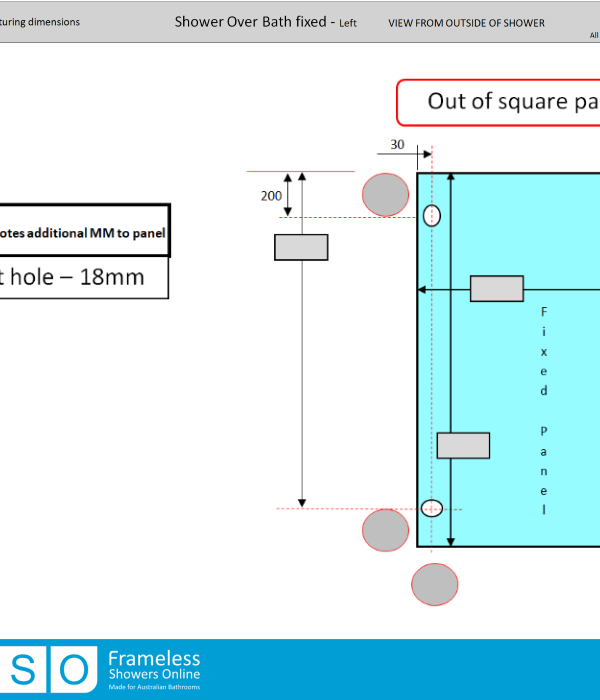 turing dimensions
Shower Over Bath fixed - Left
VIEW FROM OUTSIDE OF SHOWER
All
Out of square pa
30
200
otes additional MM to panel
t hole – 18mm
Fixed Panel
SO
Frameless
Showers Online
Made for Australian Bathrooms